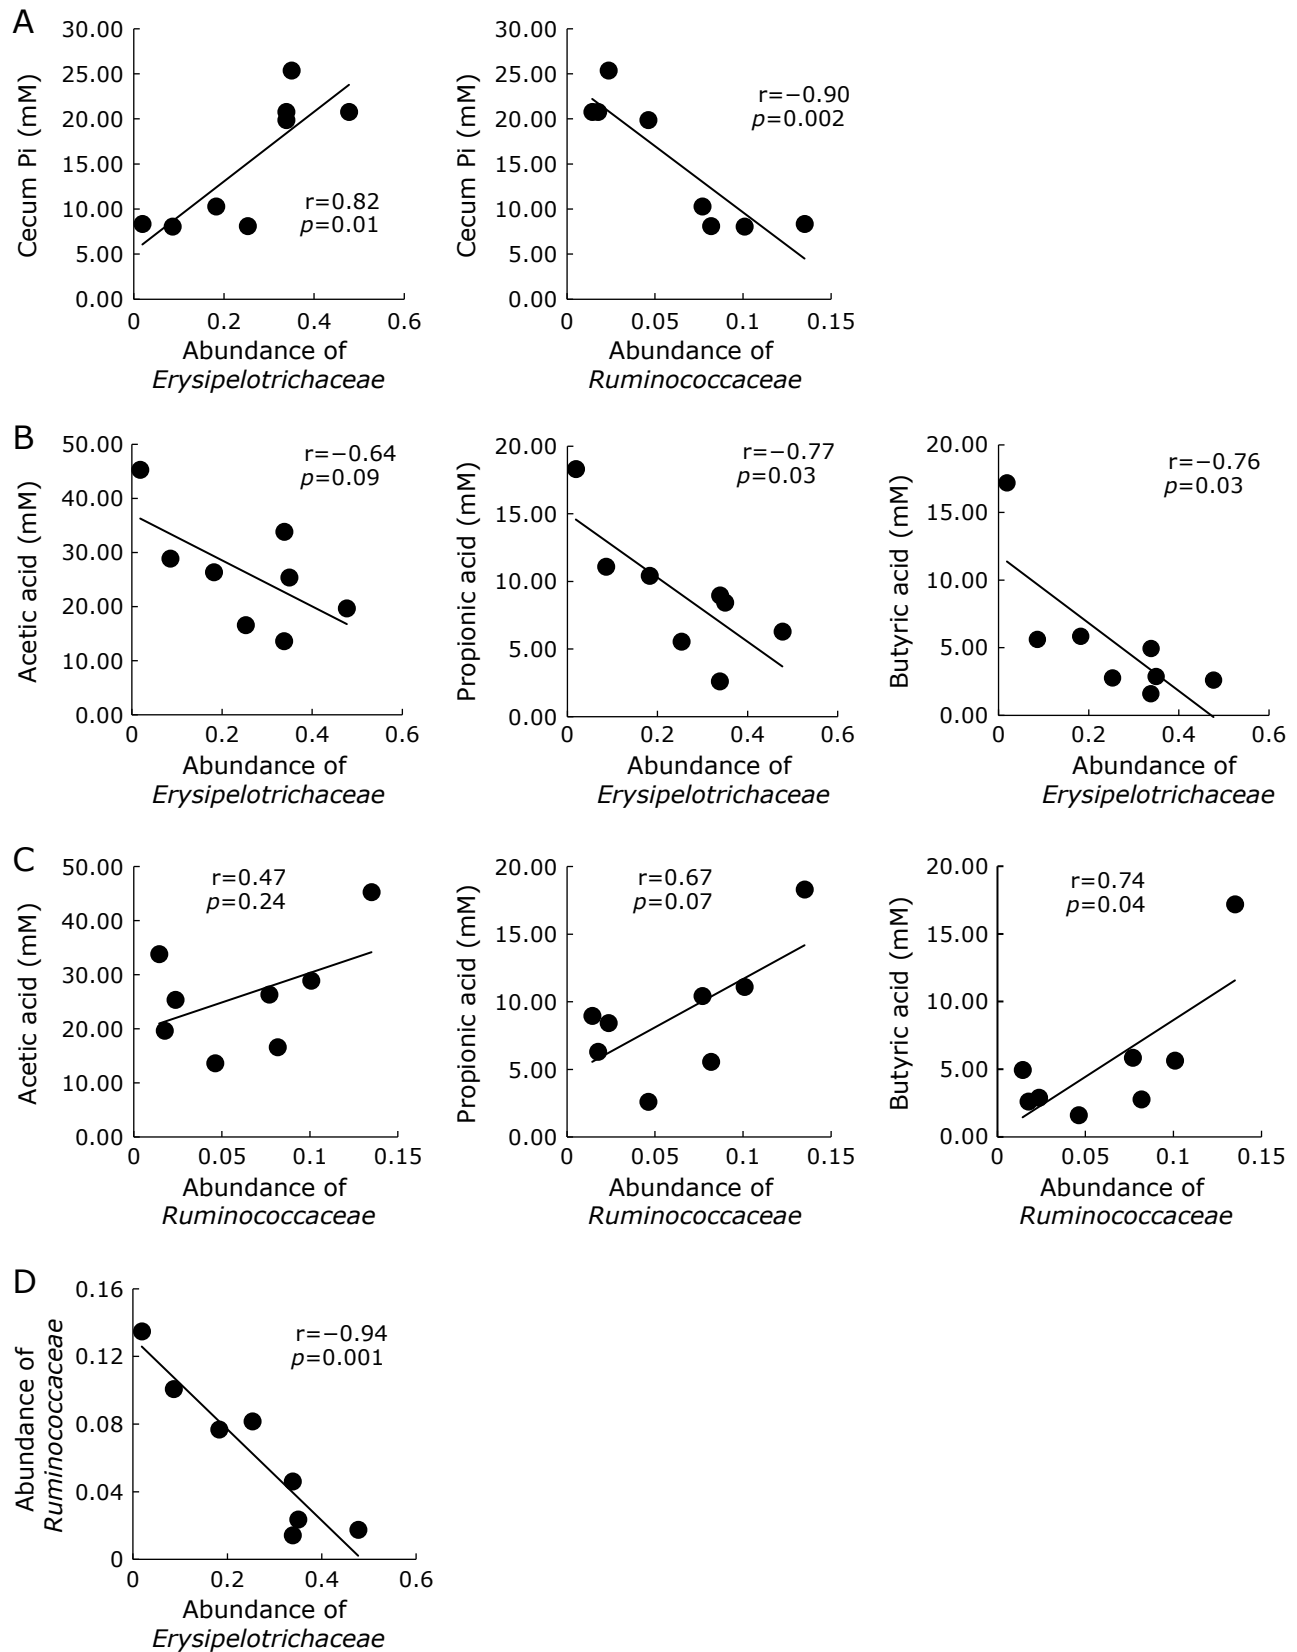 A
Cecum Pi (mM)
30.00
25.00
20.00
15.00
10.00
5.00
0.00
r=0.82
p=0.01
0
0.2
0.4
0.6
Abundance of
Erysipelotrichaceae
Cecum Pi (mM)
30.00
25.00
20.00
15.00
10.00
5.00
0.00
r=−0.90
p=0.002
0
0.05
0.1
0.15
Abundance of
Ruminococcaceae
B
Acetic acid (mM)
50.00
40.00
30.00
20.00
10.00
0.00
r=−0.64
p=0.09
0
0.2
0.4
0.6
Abundance of
Erysipelotrichaceae
Propionic acid (mM)
20.00
15.00
10.00
5.00
0.00
r=−0.77
p=0.03
0
0.2
0.4
0.6
Abundance of
Erysipelotrichaceae
Butyric acid (mM)
20.00
15.00
10.00
5.00
0.00
r=−0.76
p=0.03
0
0.2
0.4
0.6
Abundance of
Erysipelotrichaceae
C
Acetic acid (mM)
50.00
40.00
30.00
20.00
10.00
0.00
r=0.47
p=0.24
0
0.05
0.1
0.15
Abundance of
Ruminococcaceae
Propionic acid (mM)
20.00
15.00
10.00
5.00
0.00
r=0.67
p=0.07
0
0.05
0.1
0.15
Abundance of
Ruminococcaceae
Butyric acid (mM)
20.00
15.00
10.00
5.00
0.00
r=0.74
p=0.04
0
0.05
0.1
0.15
Abundance of
Ruminococcaceae
D
Abundance of
Ruminococcaceae
0.16
0.12
0.08
0.04
0
r=−0.94
p=0.001
0
0.2
0.4
0.6
Abundance of
Erysipelotrichaceae